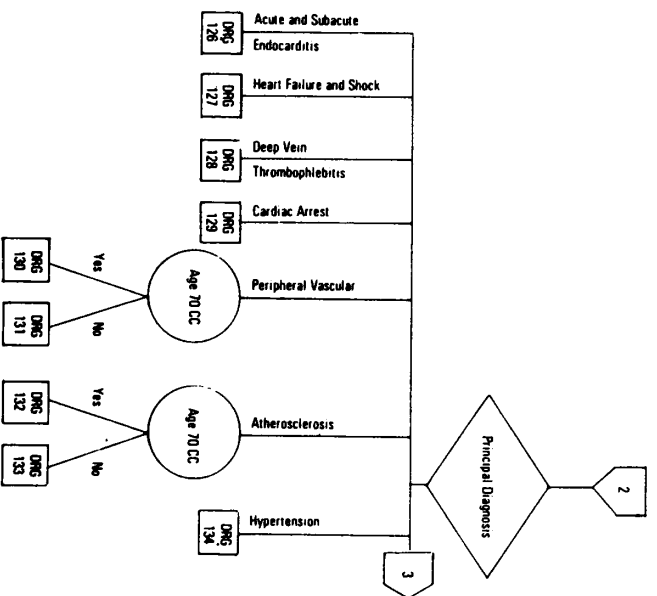 2
Principal Diagnosis
3
Acute and Subacute
Endocarditis
DRG
126
Heart Failure and Shock
DRG
127
Deep Vein
Thrombophlebitis
DRG
128
Cardiac Arrest
DRG
129
Peripheral Vascular
Age 70 CC
Yes
No
DRG
130
DRG
131
Atherosclerosis
Age 70 CC
Yes
No
DRG
132
DRG
133
Hypertension
DRG
134